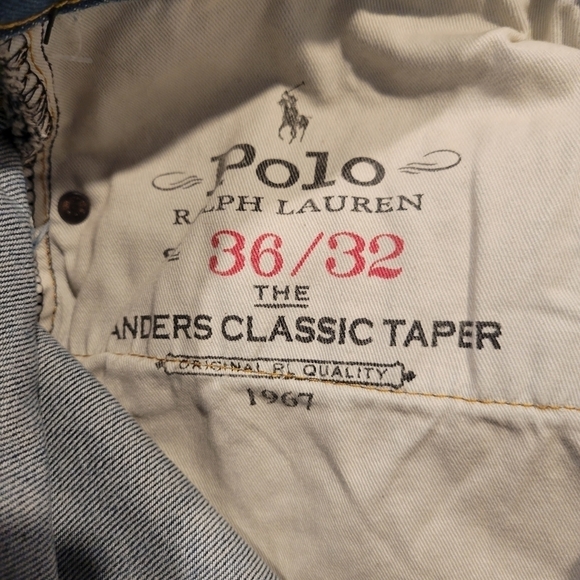 Polo
RALPH LAUREN
36/32
THE
ANDERS CLASSIC TAPER
ORIGINAL RL QUALITY
1967